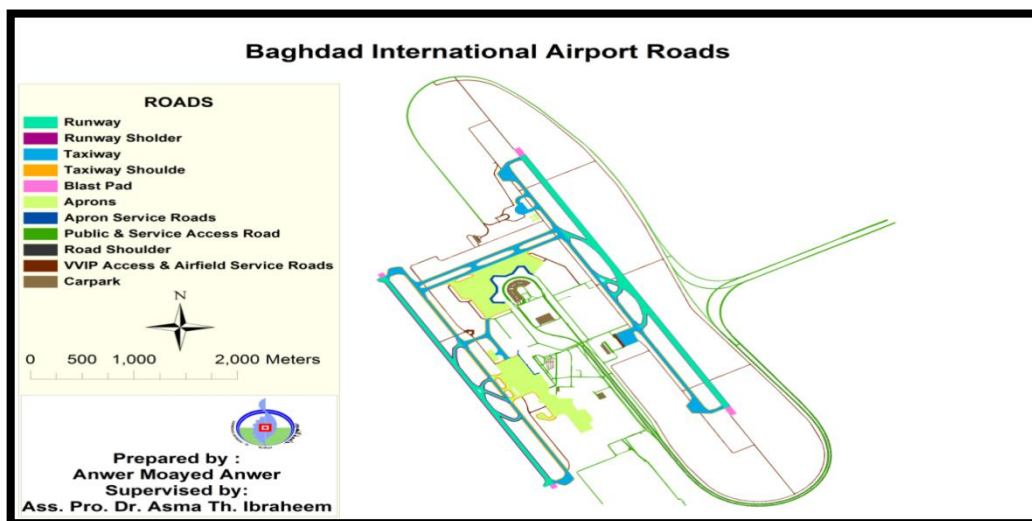 Baghdad International Airport Roads
ROADS
Runway
Runway Sholder
Taxiway
Taxiway Shoulde
Blast Pad
Aprons
Apron Service Roads
Public & Service Access Road
Road Shoulder
VVIP Access & Airfield Service Roads
Carpark
N
0 500 1,000 2,000 Meters
Prepared by :
Anwer Moayed Anwer
Supervised by:
Ass. Pro. Dr. Asma Th. Ibraheem